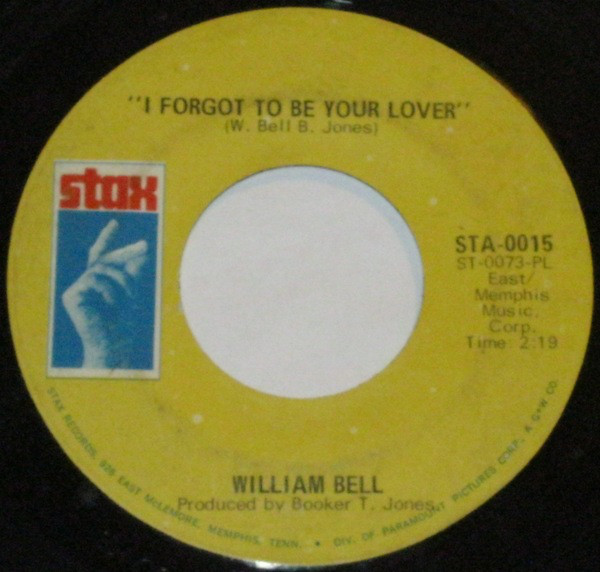 "I FORGOT TO BE YOUR LOVER"
(W. Bell B. Jones)
stax
STA-0015
ST-0073-PL
East/
Memphis
Music.
Corp.
Time: 2:19
WILLIAM BELL
Produced by Booker T. Jones.
STAX RECORDS, 926 EAST McLEMORE, MEMPHIS, TENN. • DIV. OF PARAMOUNT PICTURES CORP. A G+W CO.